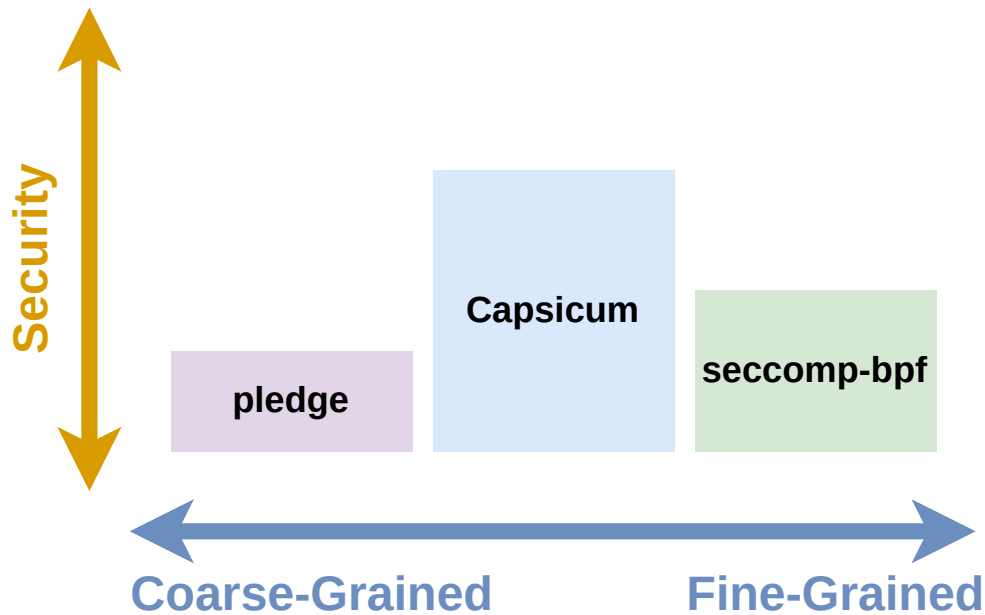 Security
Capsicum
seccomp-bpf
pledge
Coarse-Grained
Fine-Grained